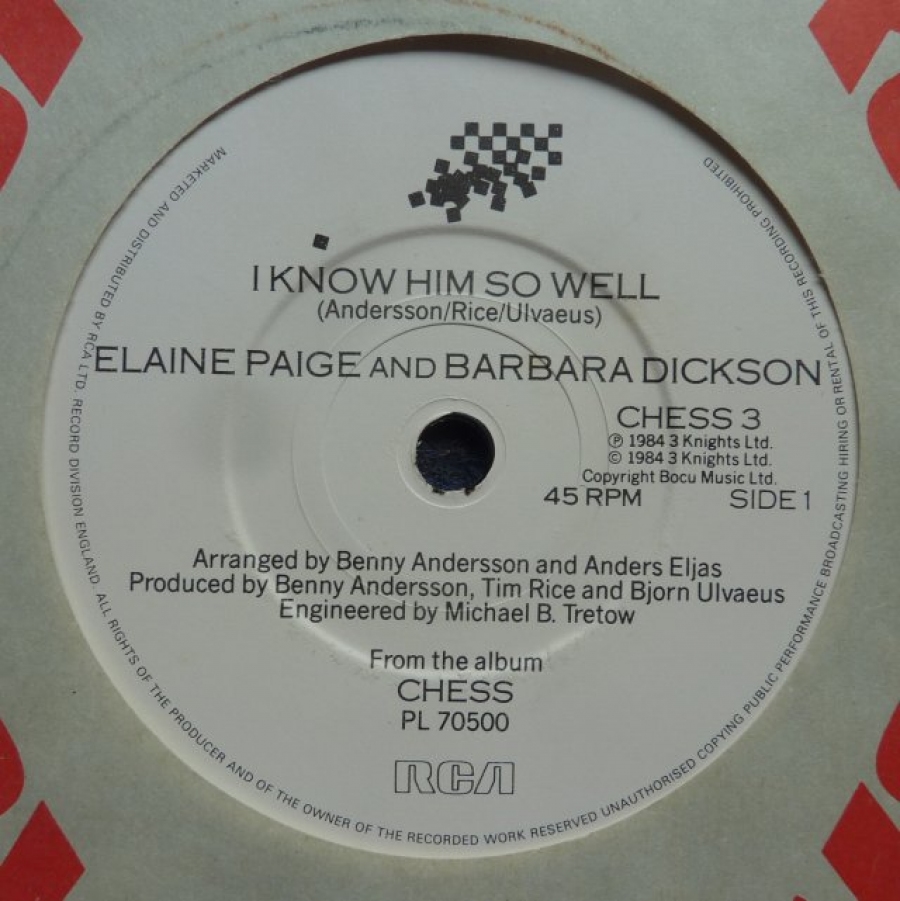 I KNOW HIM SO WELL
(Andersson/Rice/Ulvaeus)
ELAINE PAIGE AND BARBARA DICKSON
CHESS 3
℗ 1984 3 Knights Ltd.
© 1984 3 Knights Ltd.
Copyright Bocu Music Ltd.
45 RPM SIDE 1
Arranged by Benny Andersson and Anders Eljas
Produced by Benny Andersson, Tim Rice and Bjorn Ulvaeus
Engineered by Michael B. Tretow
From the album
CHESS
PL 70500
RCA
MARKETED AND DISTRIBUTED BY RCA LTD. RECORD DIVISION ENGLAND. ALL RIGHTS OF THE PRODUCER AND OF THE OWNER OF THE RECORDED WORK RESERVED UNAUTHORISED COPYING PUBLIC PERFORMANCE BROADCASTING HIRING OR RENTAL OF THIS RECORDING PROHIBITED